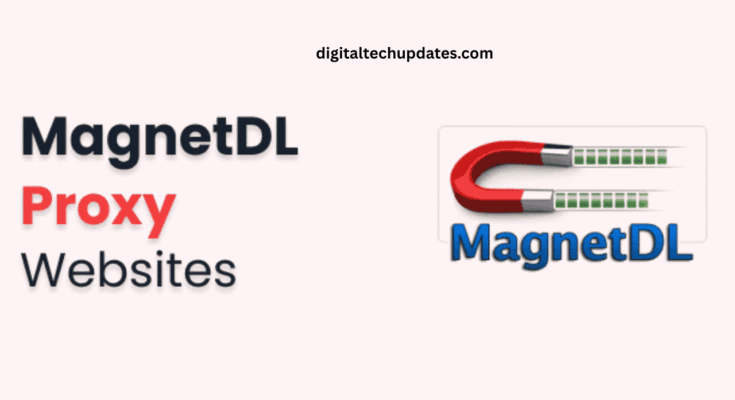 digitaltechupdates.com
MagnetDL
Proxy
Websites
MagnetDL